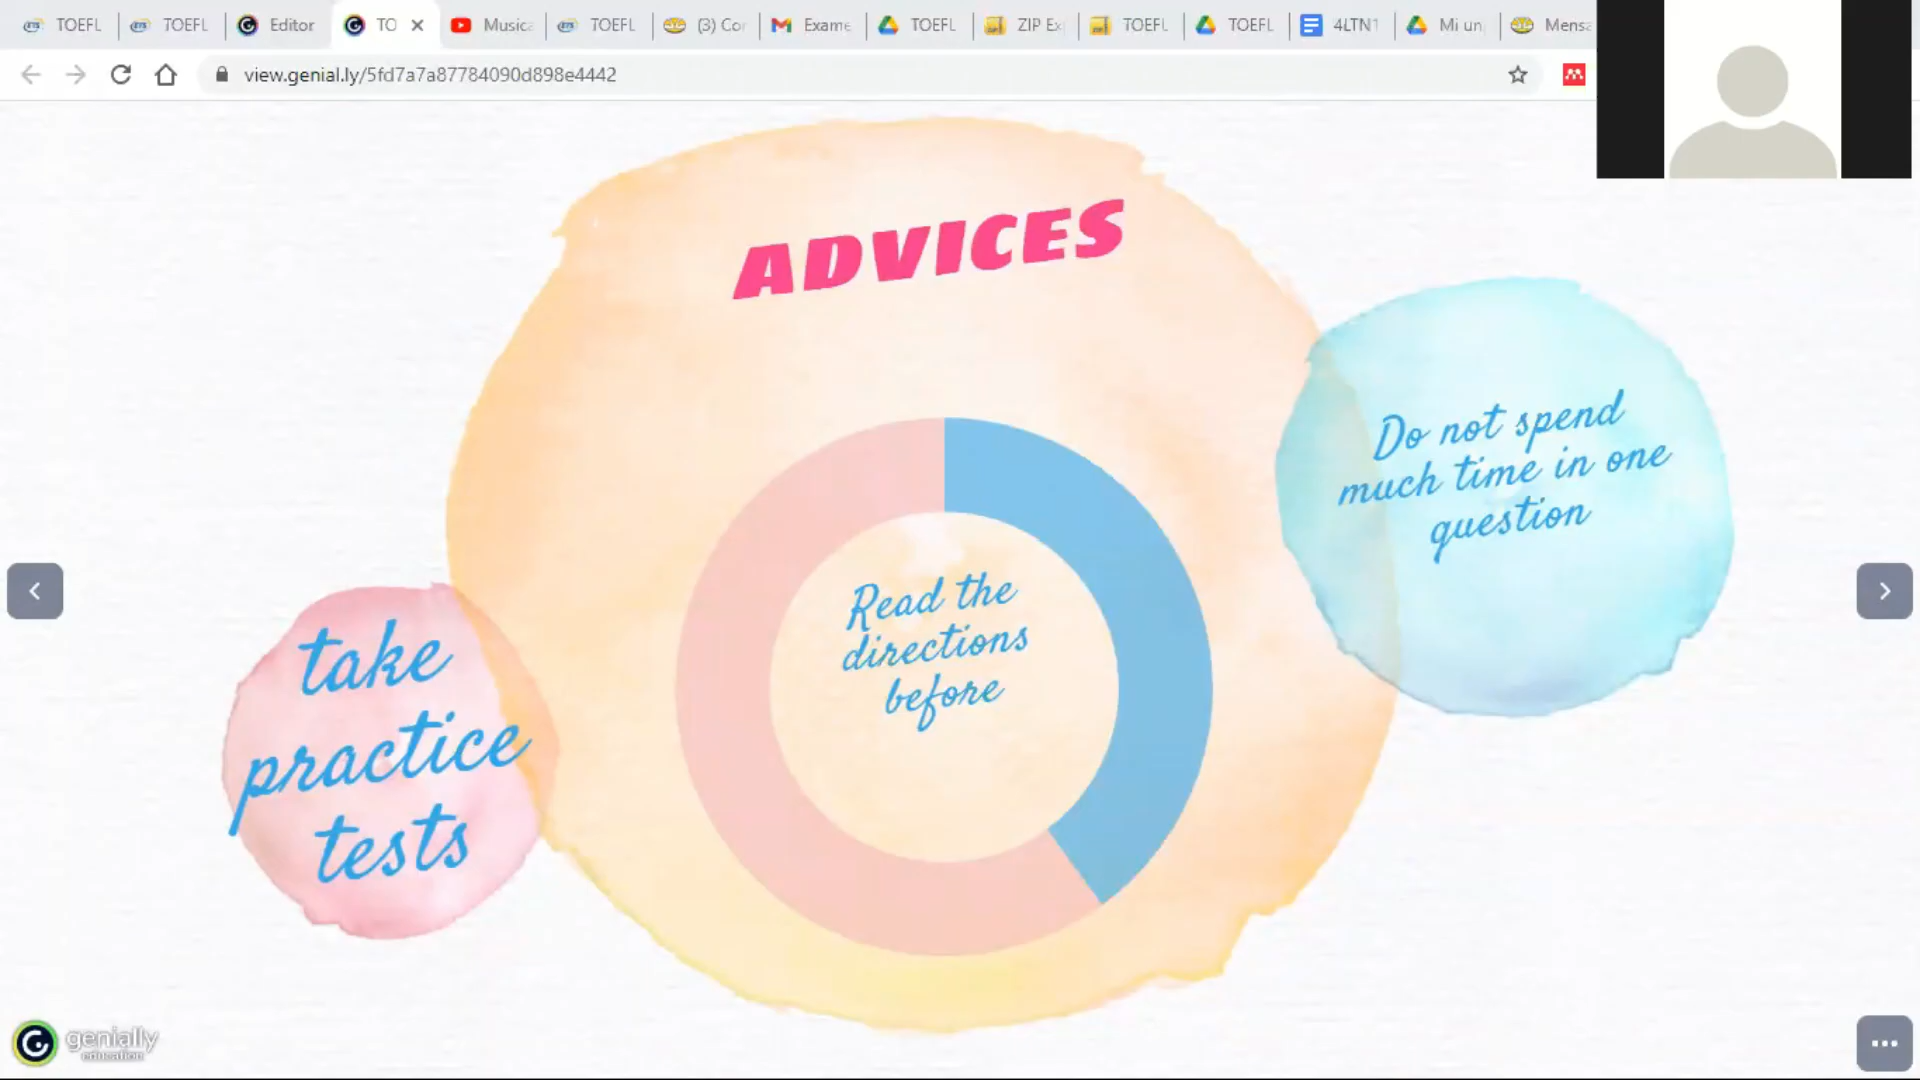 TOEFL
TOEFL
Editor
TO
Music
TOEFL
(3) Co
Exame
TOEFL
ZIP Ex
TOEFL
TOEFL
4LTN1
Mi un
Mensa
view.genial.ly/5fd7a7a87784090d898e4442
ADVICES
Do not spend
much time in one
question
Read the
directions
before
take
practice
tests
genially
education